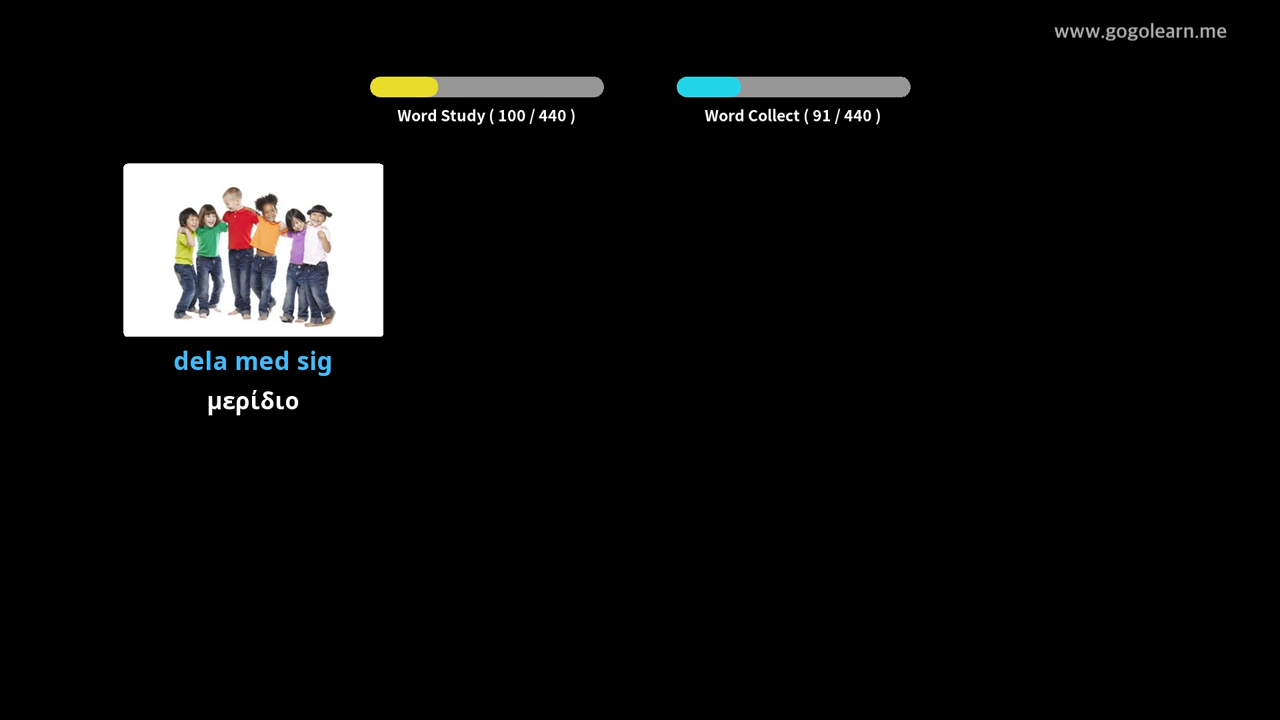 www.gogolearn.me
Word Study ( 100 / 440 )
Word Collect ( 91 / 440 )
dela med sig
μερίδιο